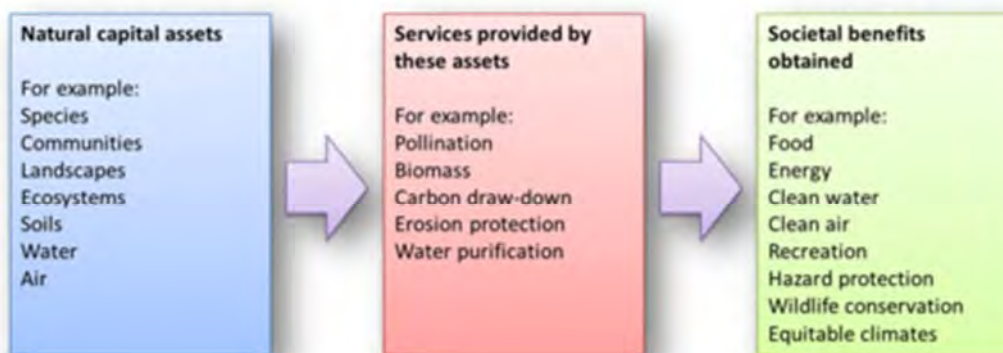 Natural capital assets
For example:
Species
Communities
Landscapes
Ecosystems
Soils
Water
Air
Services provided by
these assets
For example:
Pollination
Biomass
Carbon draw-down
Erosion protection
Water purification
Societal benefits
obtained
For example:
Food
Energy
Clean water
Clean air
Recreation
Hazard protection
Wildlife conservation
Equitable climates